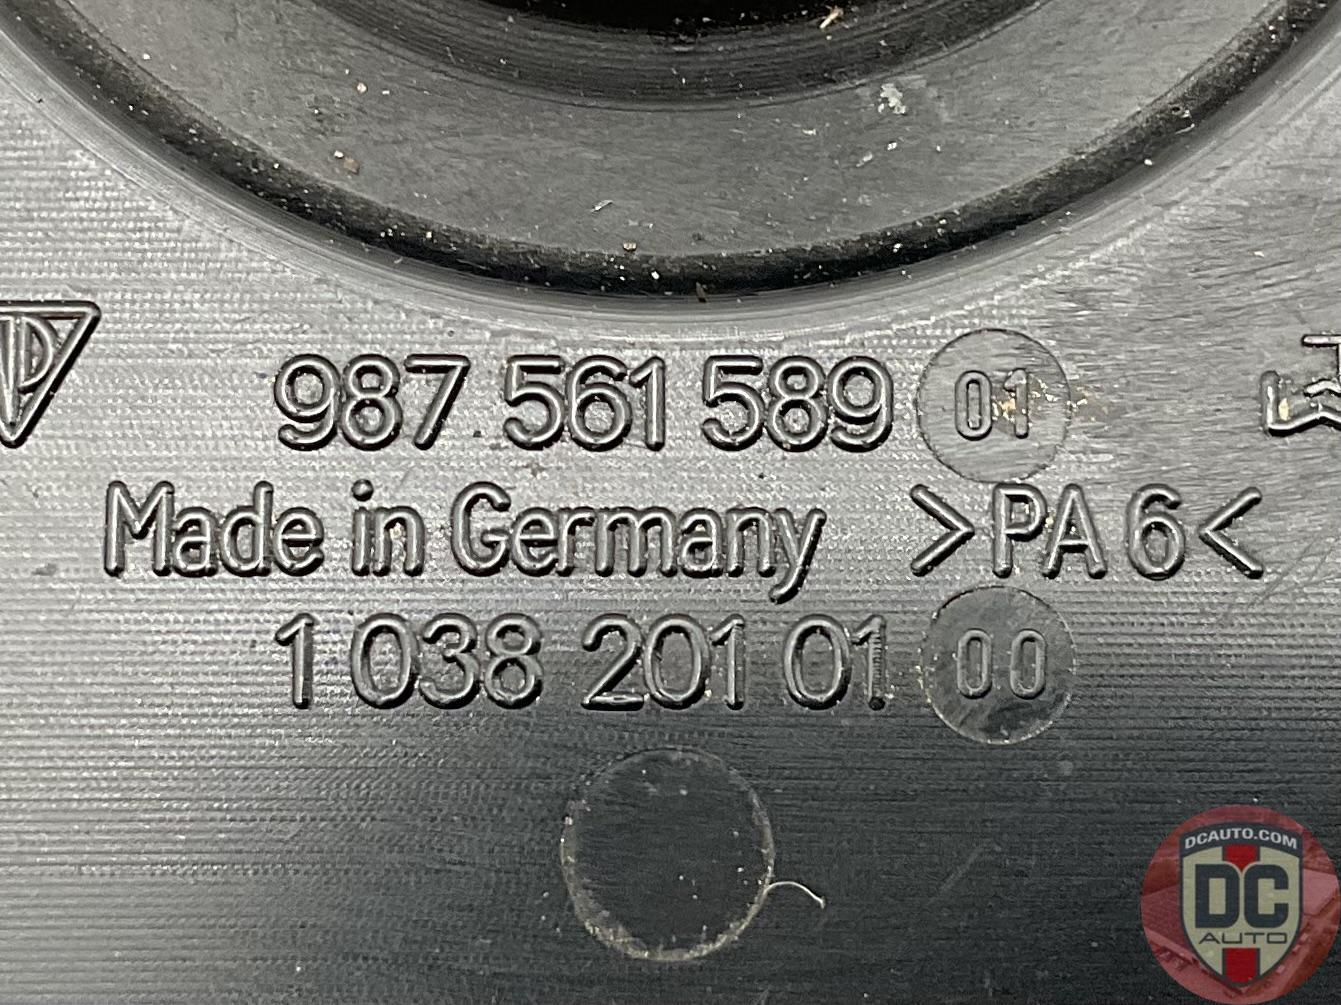 987 561 589 01
Made in Germany >PA 6<
1 038 201 01 00
DCAUTO.COM
DC
AUTO